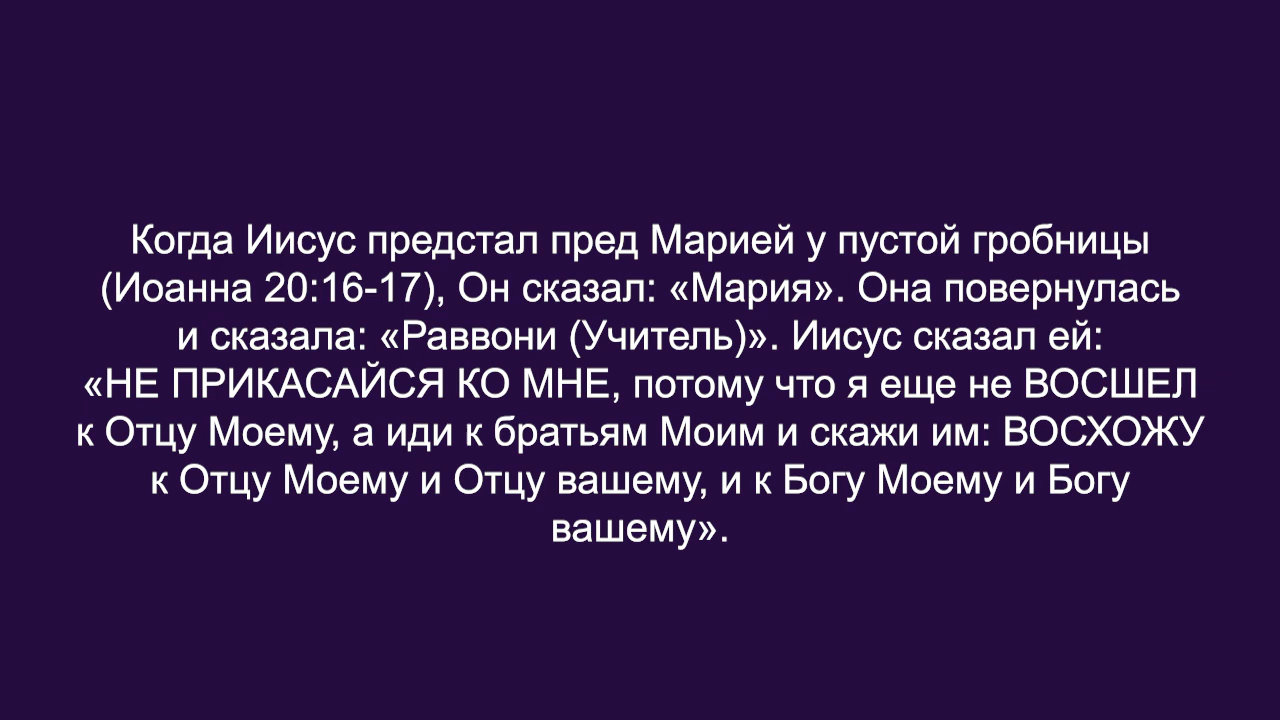 Когда Иисус предстал пред Марией у пустой гробницы
(Иоанна 20:16-17), Он сказал: «Мария». Она повернулась
и сказала: «Раввони (Учитель)». Иисус сказал ей:
«НЕ ПРИКАСАЙСЯ КО МНЕ, потому что я еще не ВОСШЕЛ
к Отцу Моему, а иди к братьям Моим и скажи им: ВОСХОЖУ
к Отцу Моему и Отцу вашему, и к Богу Моему и Богу
вашему».